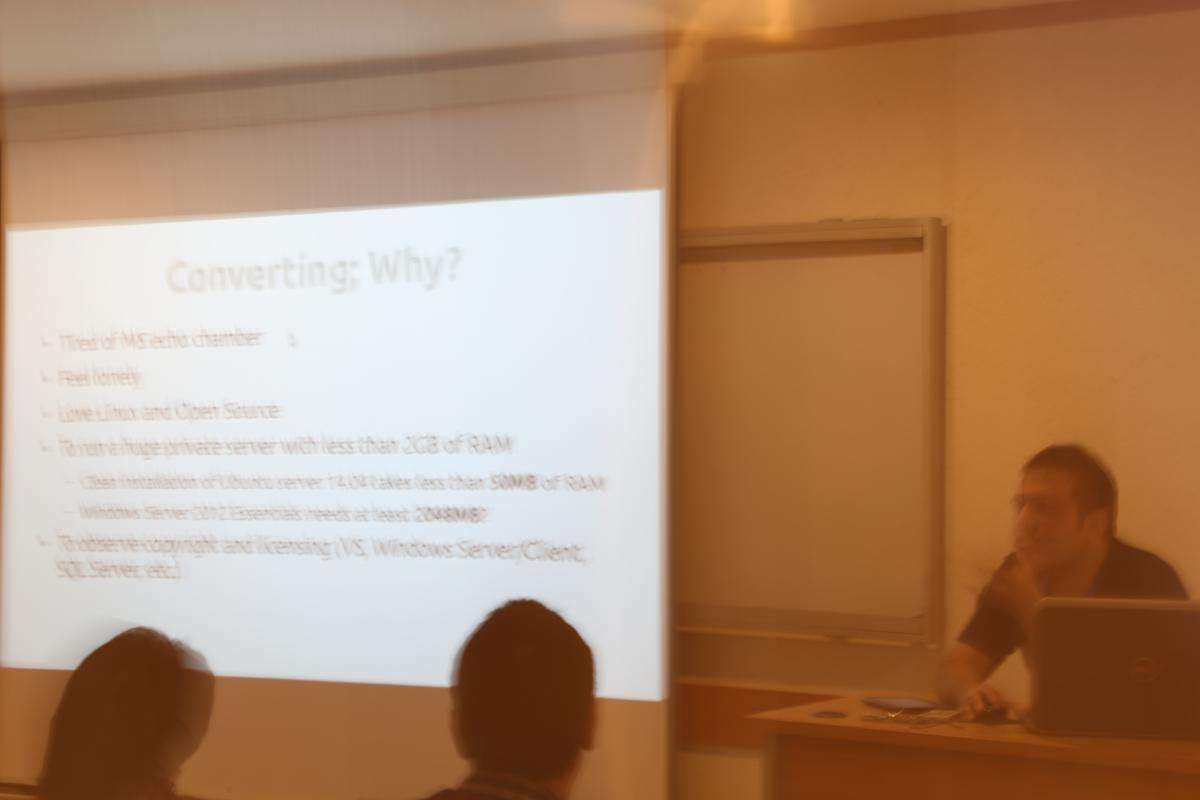 Converting; Why?
Tired of MS echo chamber
Feel lonely
Love Linux and Open Source
To run a huge private server with less than 2GB of RAM
Clean installation of Ubuntu server 14.04 takes less than 50MB of RAM
Windows Server 2012 Essentials needs at least 2048MB?
To observe copyright and licensing (VS, Windows Server/Client,
SQL Server, etc)